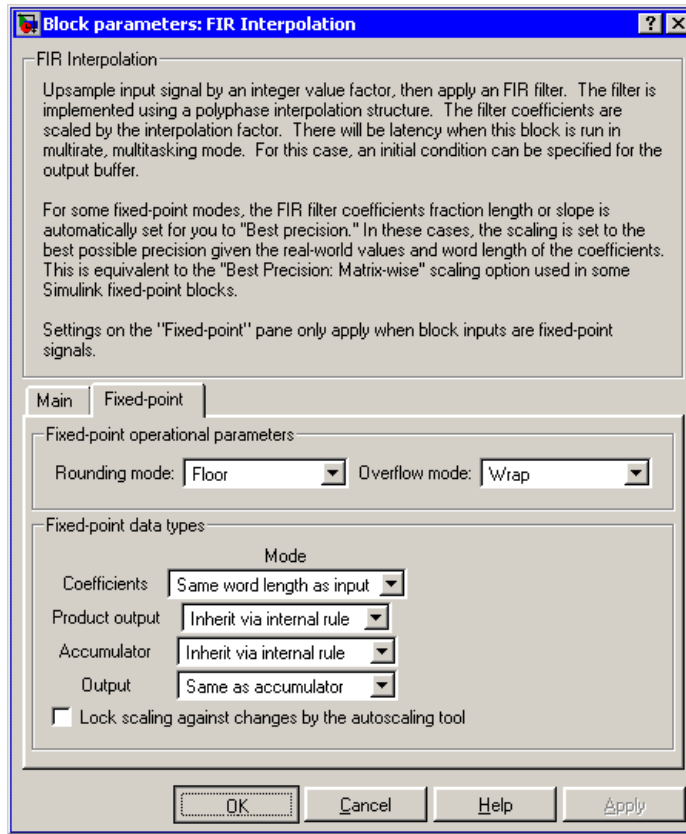 Block parameters: FIR Interpolation
FIR Interpolation
Upsample input signal by an integer value factor, then apply an FIR filter.  The filter is
implemented using a polyphase interpolation structure.  The filter coefficients are
scaled by the interpolation factor.  There will be latency when this block is run in
multirate, multitasking mode.  For this case, an initial condition can be specified for the
output buffer.
For some fixed-point modes, the FIR filter coefficients fraction length or slope is
automatically set for you to "Best precision." In these cases, the scaling is set to the
best possible precision given the real-world values and word length of the coefficients.
This is equivalent to the "Best Precision: Matrix-wise" scaling option used in some
Simulink fixed-point blocks.
Settings on the "Fixed-point" pane only apply when block inputs are fixed-point
signals.
Main Fixed-point
Fixed-point operational parameters
Rounding mode: Floor Overflow mode: Wrap
Fixed-point data types
Mode
Coefficients Same word length as input
Product output Inherit via internal rule
Accumulator Inherit via internal rule
Output Same as accumulator
Lock scaling against changes by the autoscaling tool
OK Cancel Help Apply